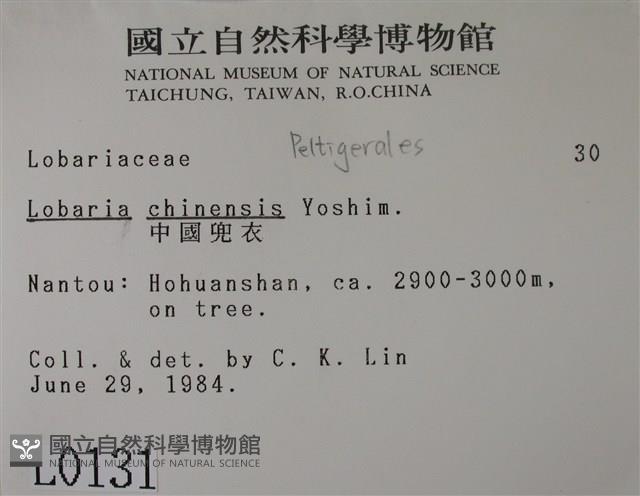 國立自然科學博物館
NATIONAL MUSEUM OF NATURAL SCIENCE
TAICHUNG, TAIWAN, R.O.CHINA
Lobariaceae Peltigerales 30
Lobaria chinensis Yoshim.
中國兜衣
Nantou: Hohuanshan, ca. 2900-3000m,
on tree.
Coll. & det. by C. K. Lin
June 29, 1984.
國立自然科學博物館
NATIONAL MUSEUM OF NATURAL SCIENCE
L0131